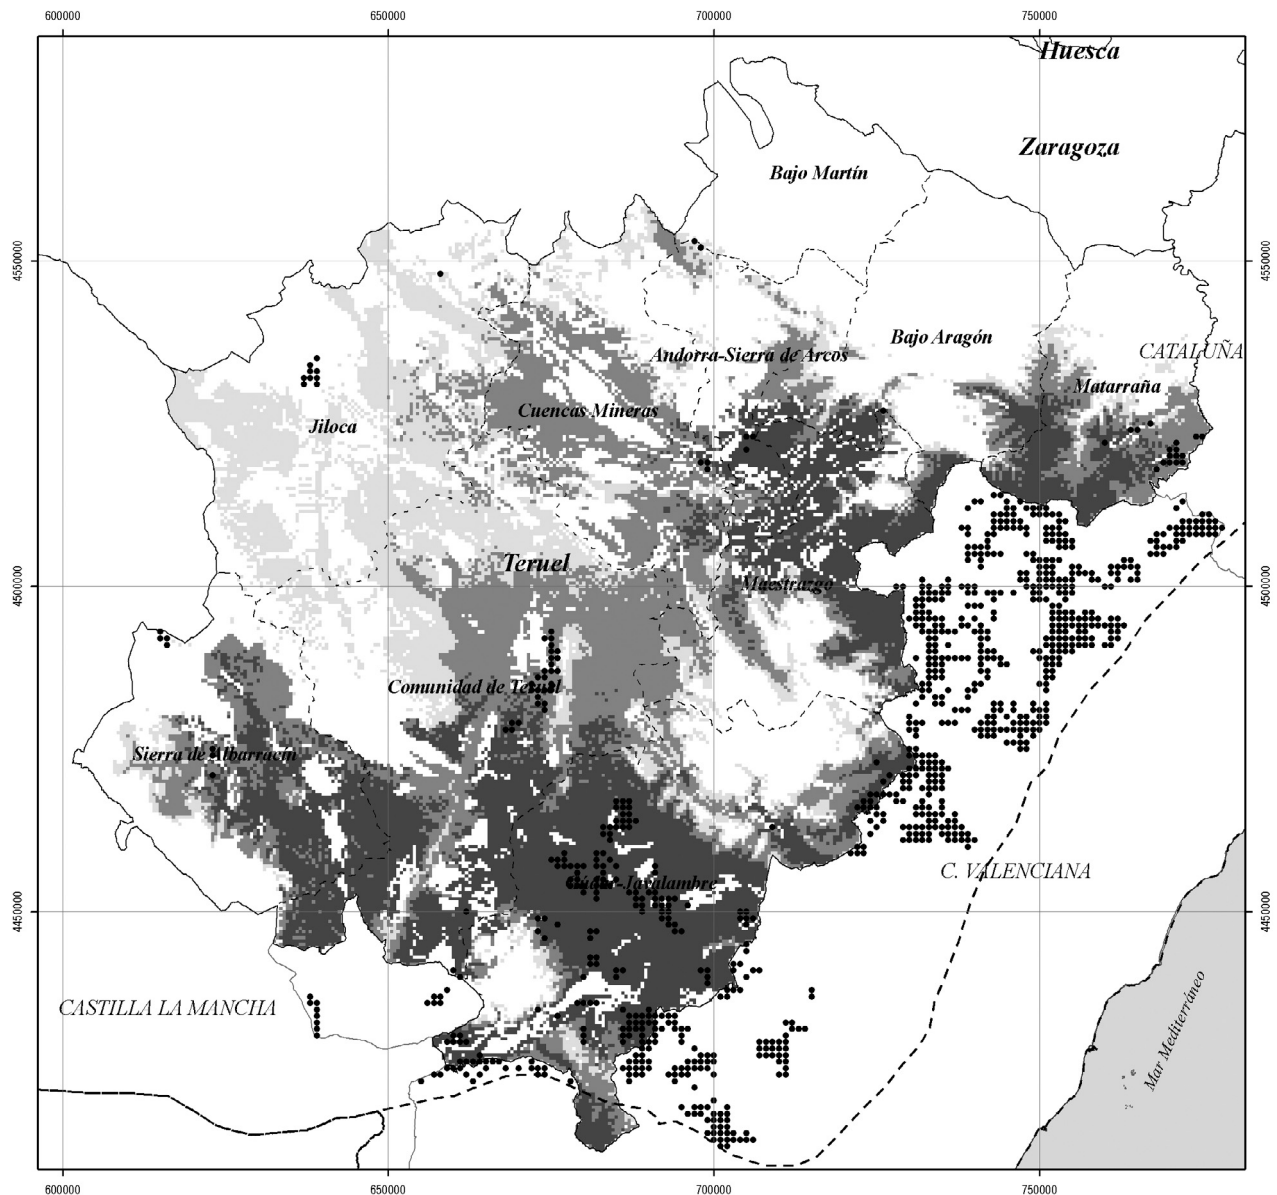 600000 650000 700000 750000
Huesca
Zaragoza
Bajo Martín
4550000 4550000
Bajo Aragón
Andorra-Sierra de Arcos
CATALUÑA
Matarraña
Cuencas Mineras
Jiloca
Teruel
4500000 4500000
Maestrazgo
Comunidad de Teruel
Sierra de Albarracín
C. VALENCIANA
Gúdar-Javalambre
4450000 4450000
CASTILLA LA MANCHA
Mar Mediterráneo
600000 650000 700000 750000